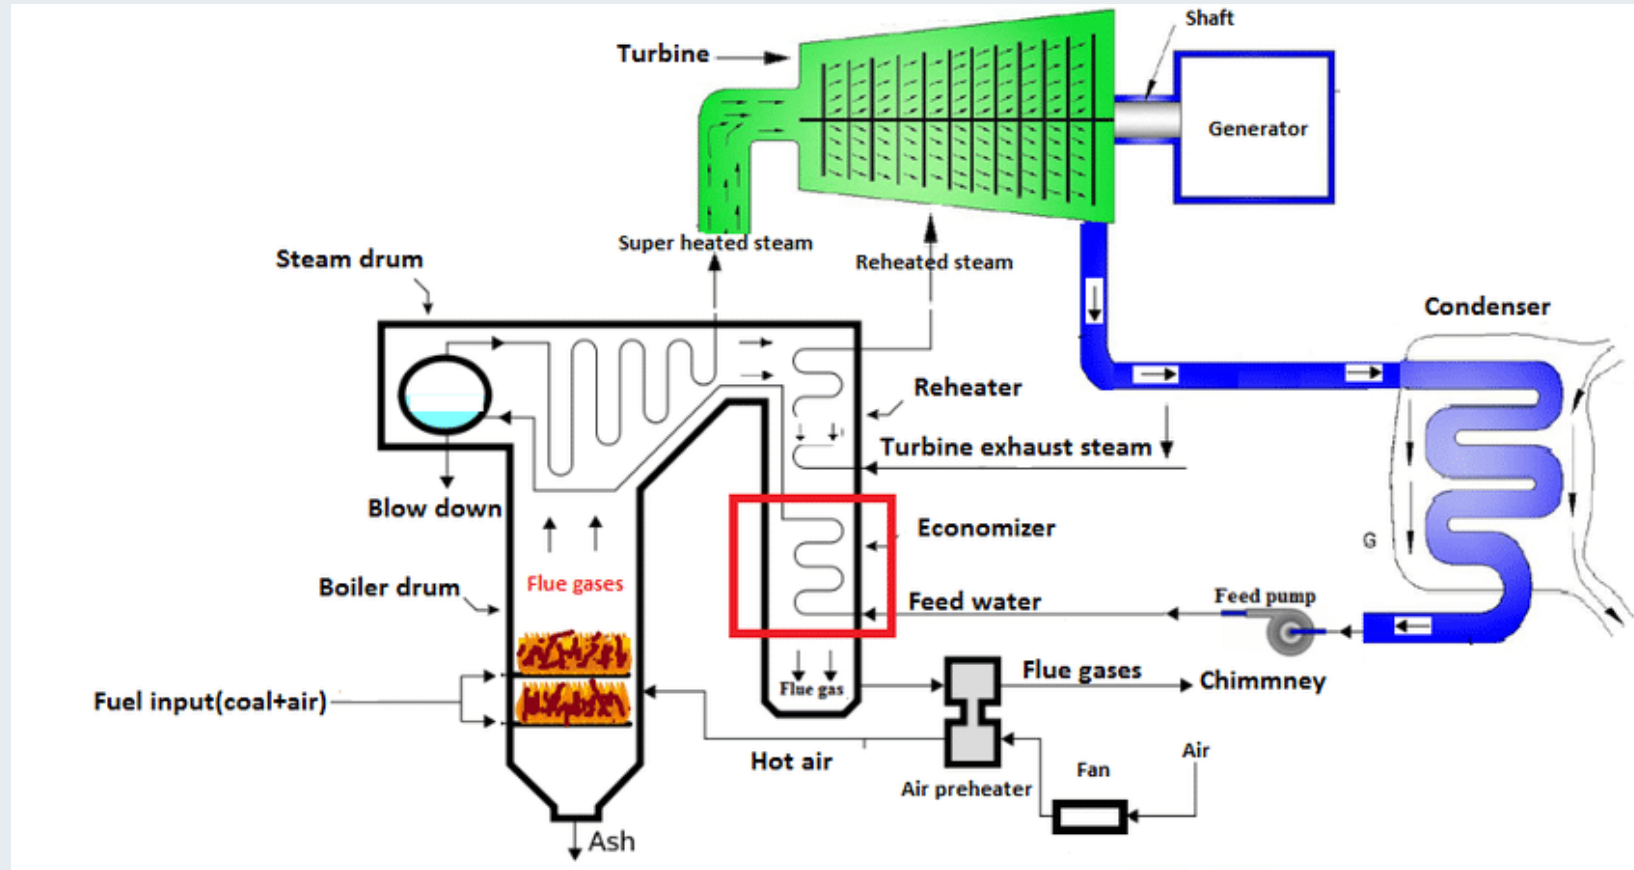 Shaft
Turbine
Generator
Super heated steam
Reheated steam
Steam drum
Condenser
Reheater
Turbine exhaust steam
Blow down
Economizer
G
Flue gases
Boiler drum
Feed water
Feed pump
Flue gas
Flue gases
Chimmney
Fuel input(coal+air)
Hot air
Air
Fan
Air preheater
Ash